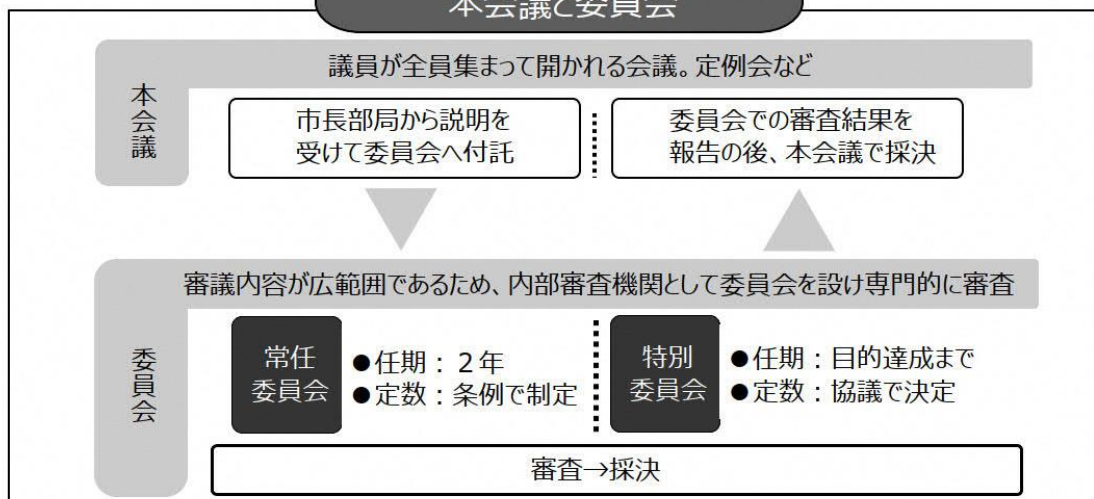 本会議と委員会
本会議
議員が全員集まって開かれる会議。定例会など
市長部局から説明を
受けて委員会へ付託
委員会での審査結果を
報告の後、本会議で採決
委員会
審議内容が広範囲であるため、内部審査機関として委員会を設け専門的に審査
常任
委員会
●任期：２年
●定数：条例で制定
特別
委員会
●任期：目的達成まで
●定数：協議で決定
審査→採決